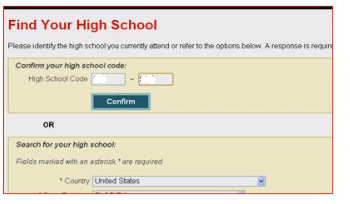 Find Your High School
Please identify the high school you currently attend or refer to the options below. A response is require
Confirm your high school code:
High School Code –
Confirm
OR
Search for your high school:
Fields marked with an asterisk * are required.
* Country United States